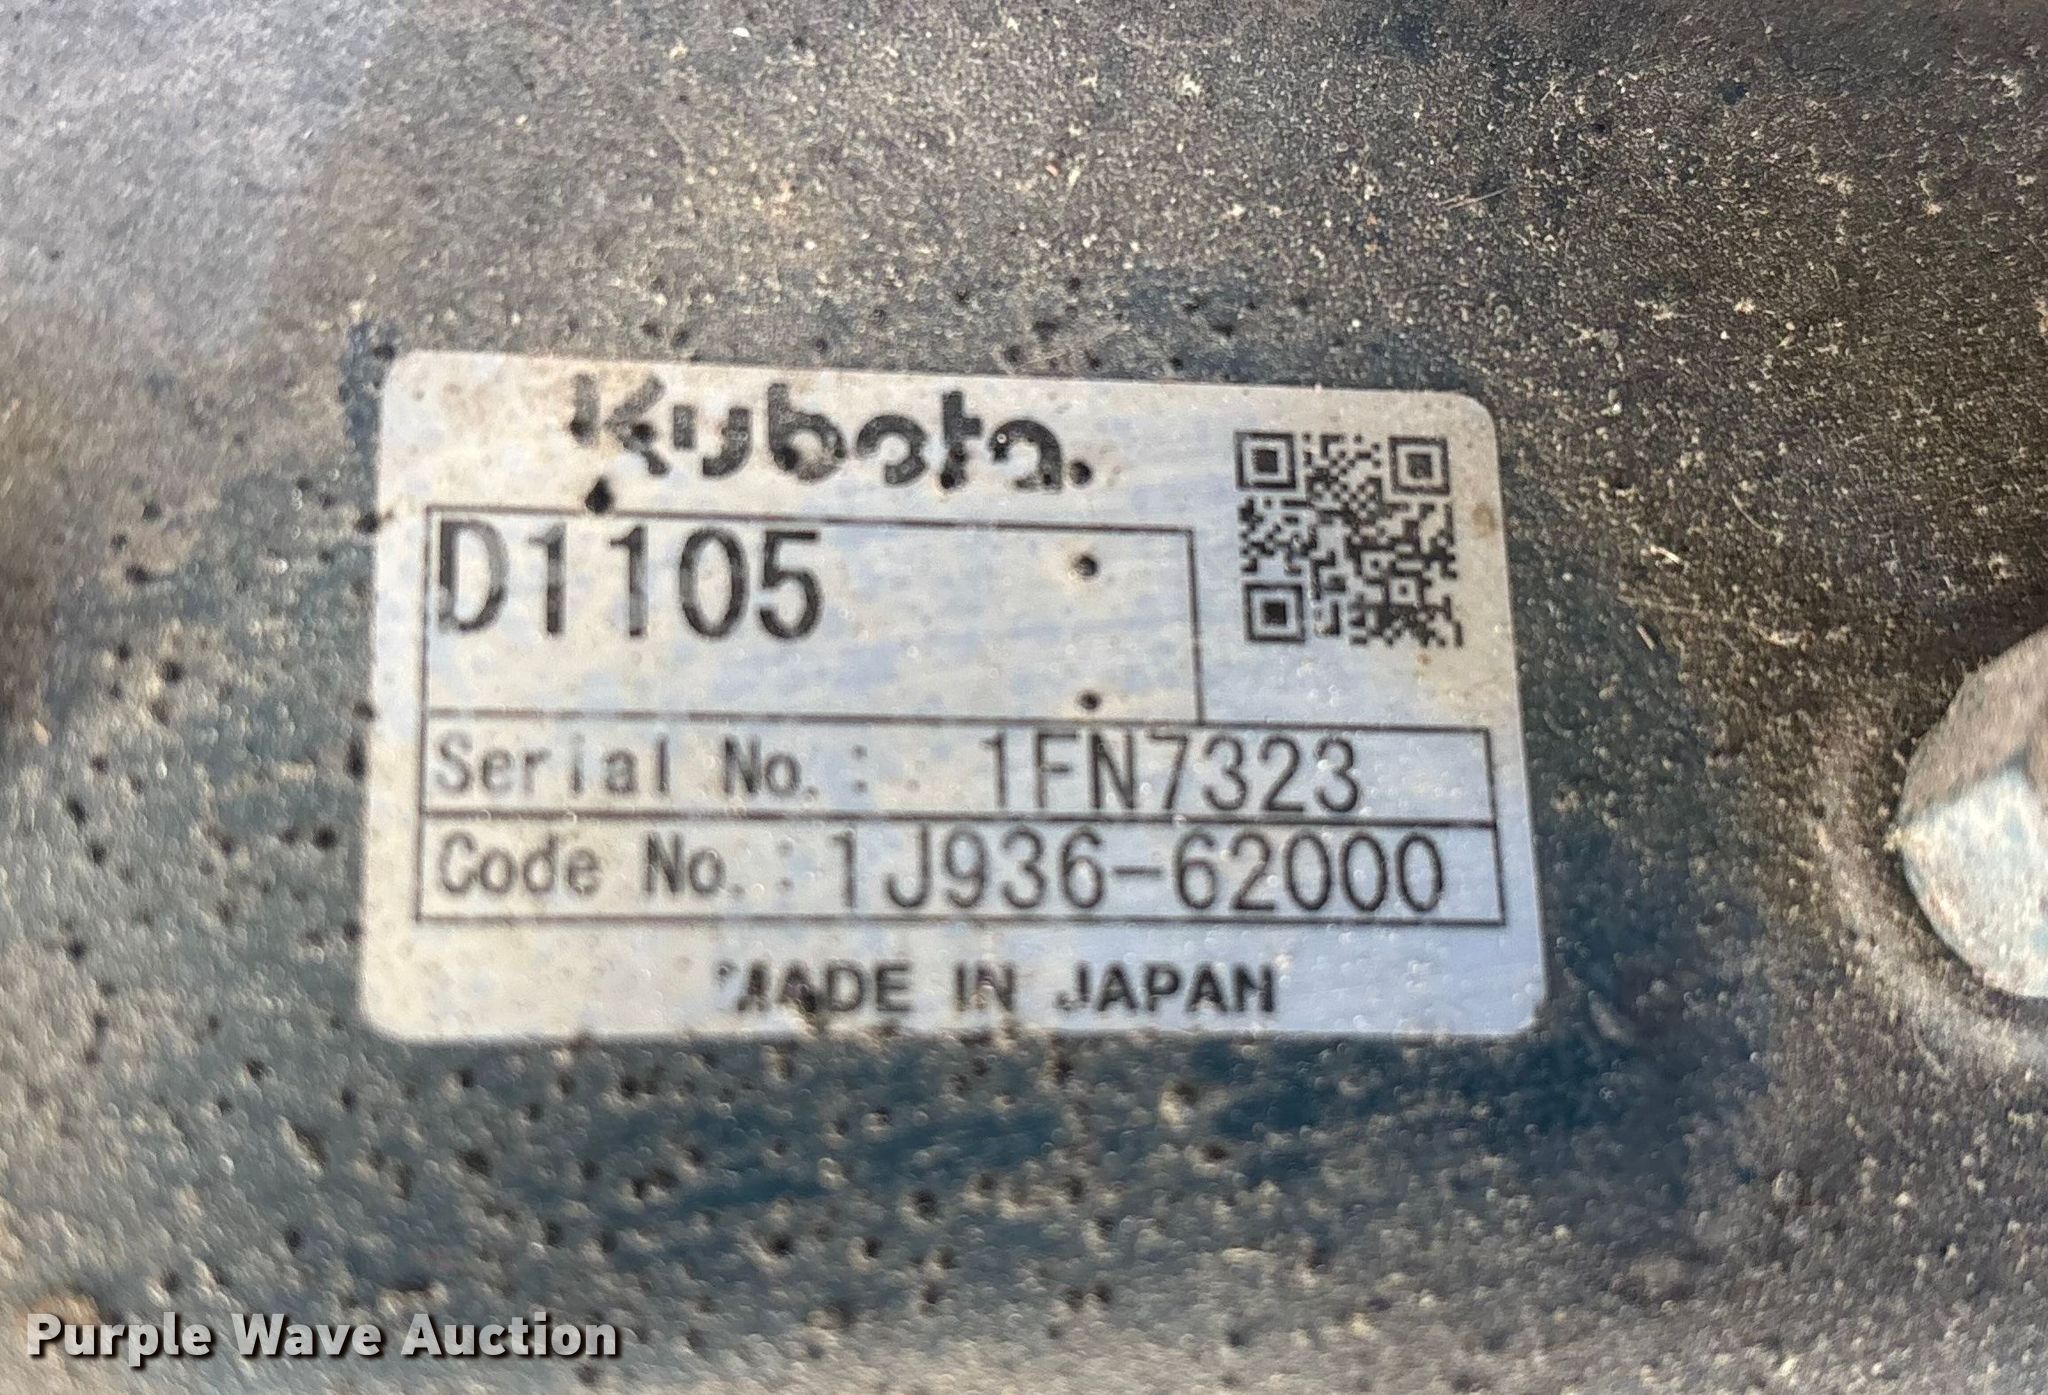 Kubota.
D1105
Serial No.: 1FN7323
Code No.: 1J936-62000
MADE IN JAPAN
Purple Wave Auction